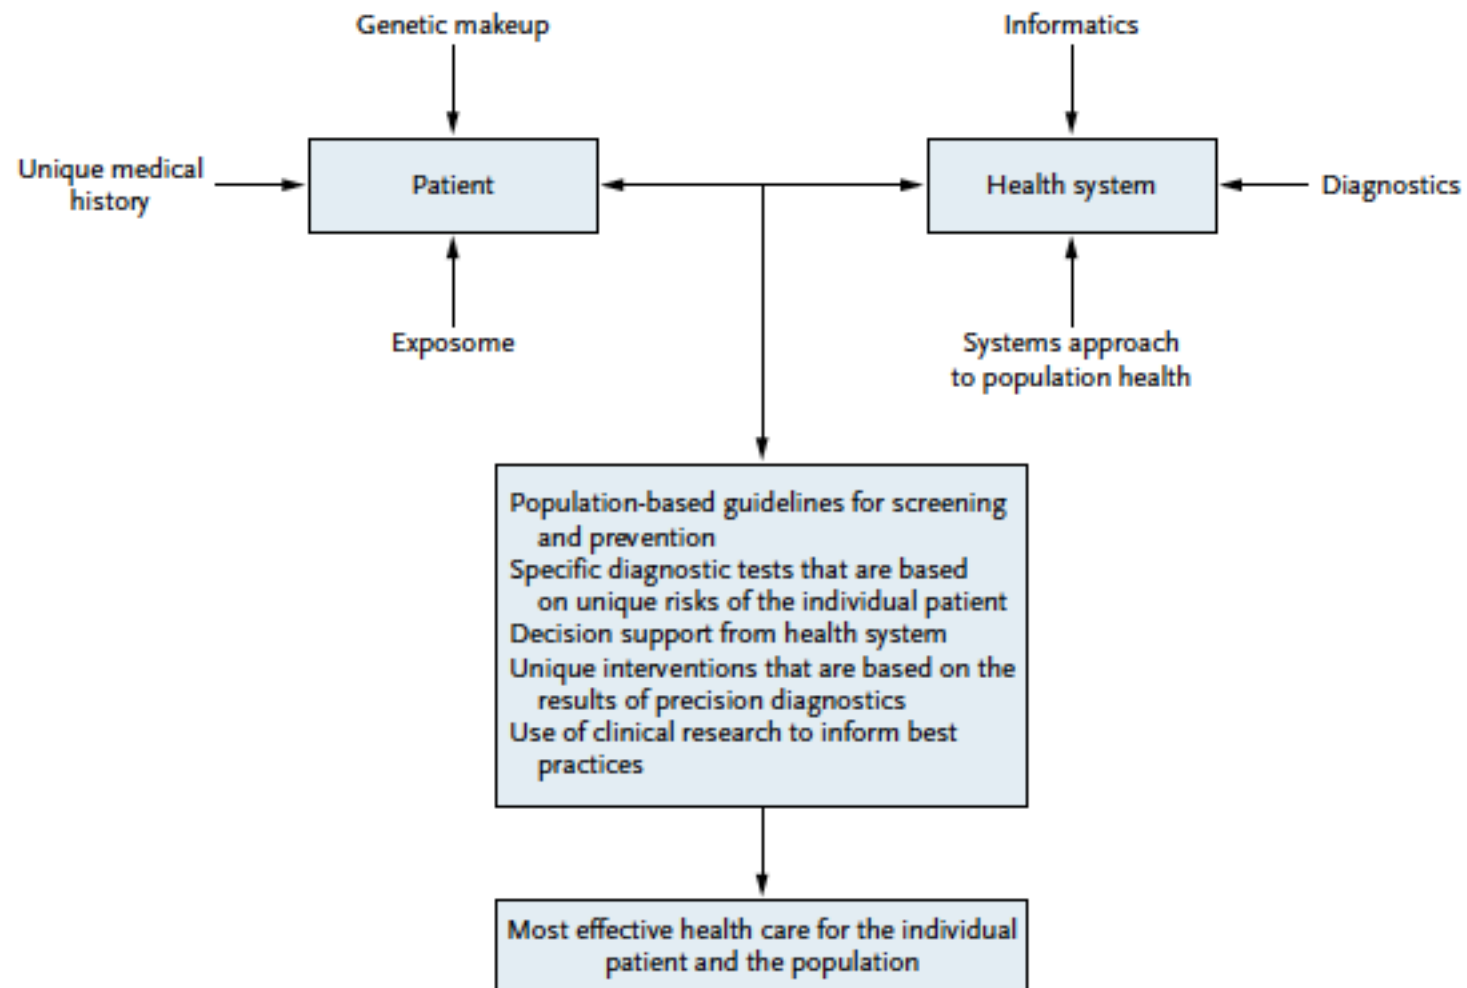 Genetic makeup
Informatics
Unique medical
history
Patient
Health system
Diagnostics
Exposome
Systems approach
to population health
Population-based guidelines for screening
and prevention
Specific diagnostic tests that are based
on unique risks of the individual patient
Decision support from health system
Unique interventions that are based on the
results of precision diagnostics
Use of clinical research to inform best
practices
Most effective health care for the individual
patient and the population